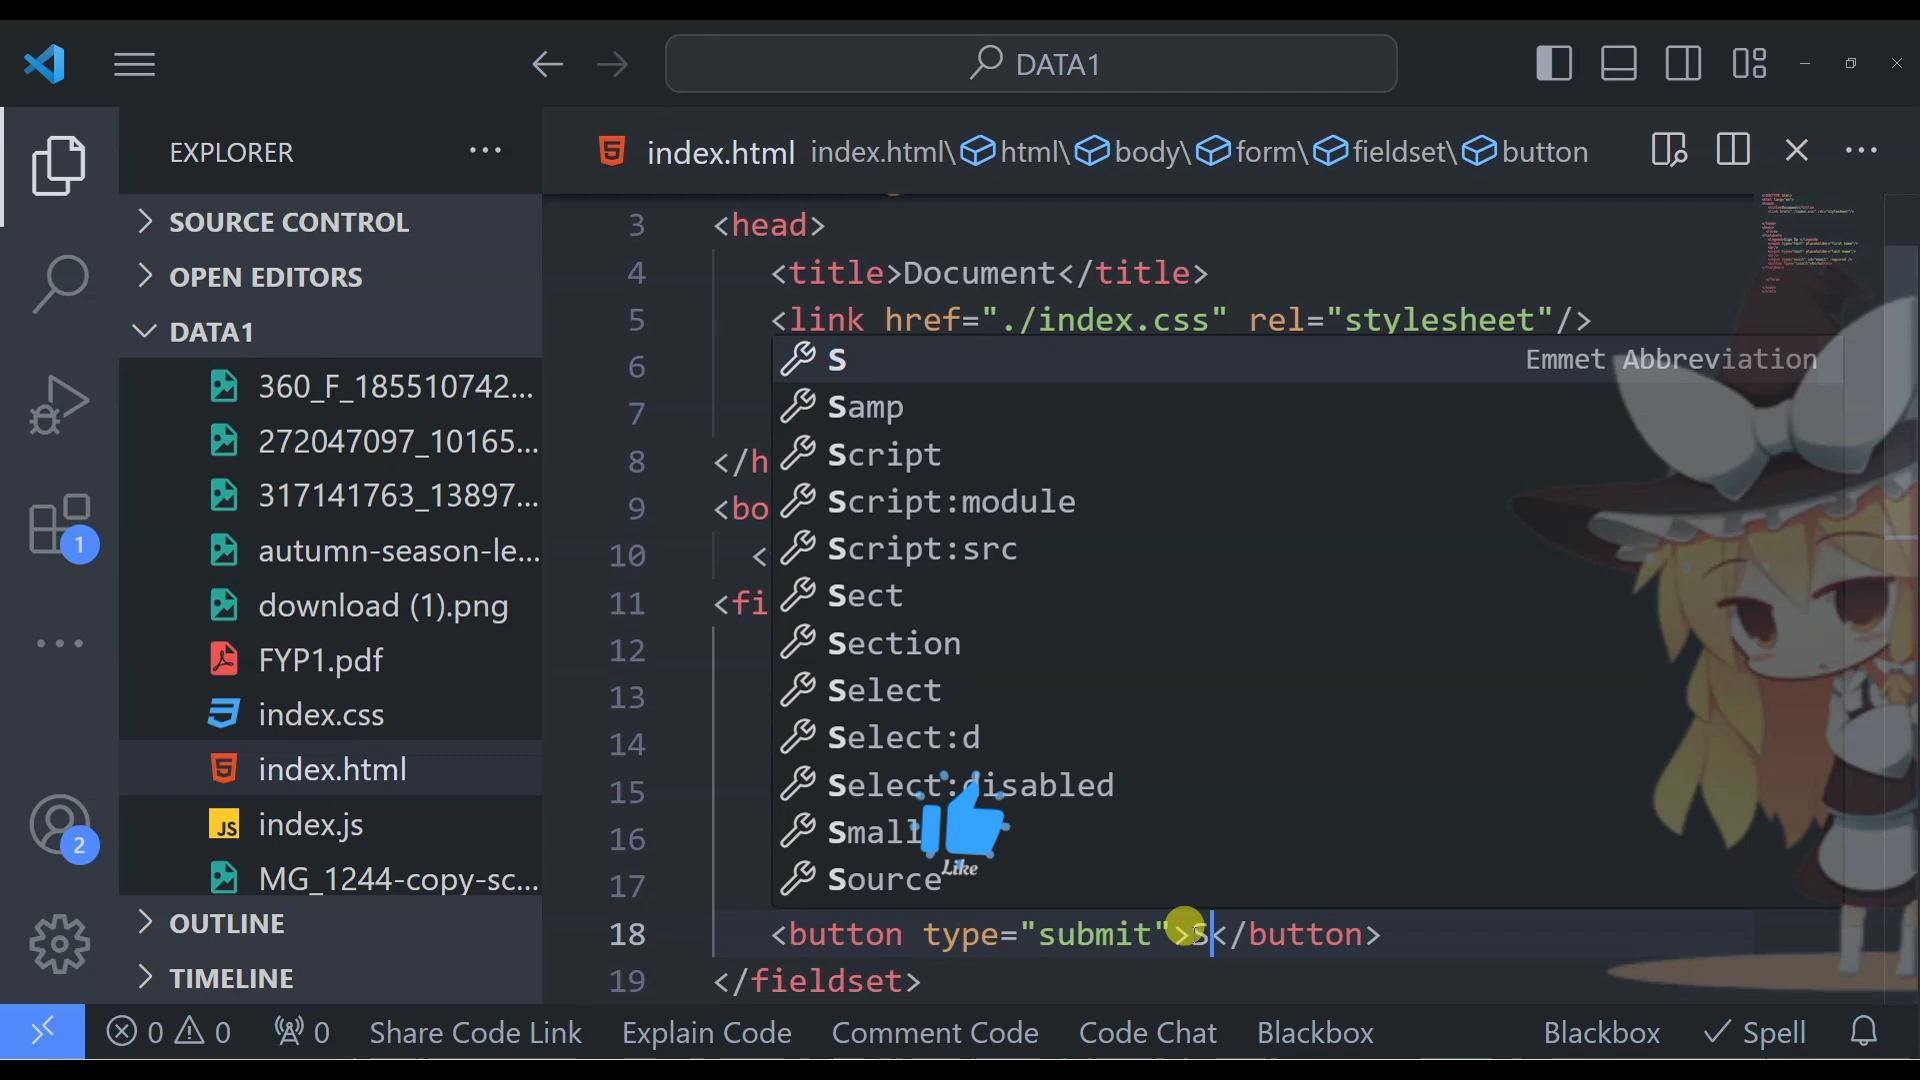 DATA1
EXPLORER
index.html index.html\html\body\form\fieldset\button
SOURCE CONTROL
OPEN EDITORS
DATA1
360_F_185510742...
272047097_10165...
317141763_13897...
autumn-season-le...
download (1).png
FYP1.pdf
index.css
index.html
JS index.js
MG_1244-copy-sc...
OUTLINE
TIMELINE
1
2
3 <head>
4 <title>Document</title>
5 <link href="./index.css" rel="stylesheet"/>
6
7
8 </h
9 <bo
10 <
11 <fi
12
13
14
15
16
17
S Emmet Abbreviation
Samp
Script
Script:module
Script:src
Sect
Section
Select
Select:d
Select:disabled
Small
Source
Like
18 <button type="submit">S</button>
19 </fieldset>
0 0 0 Share Code Link Explain Code Comment Code Code Chat Blackbox Blackbox Spell